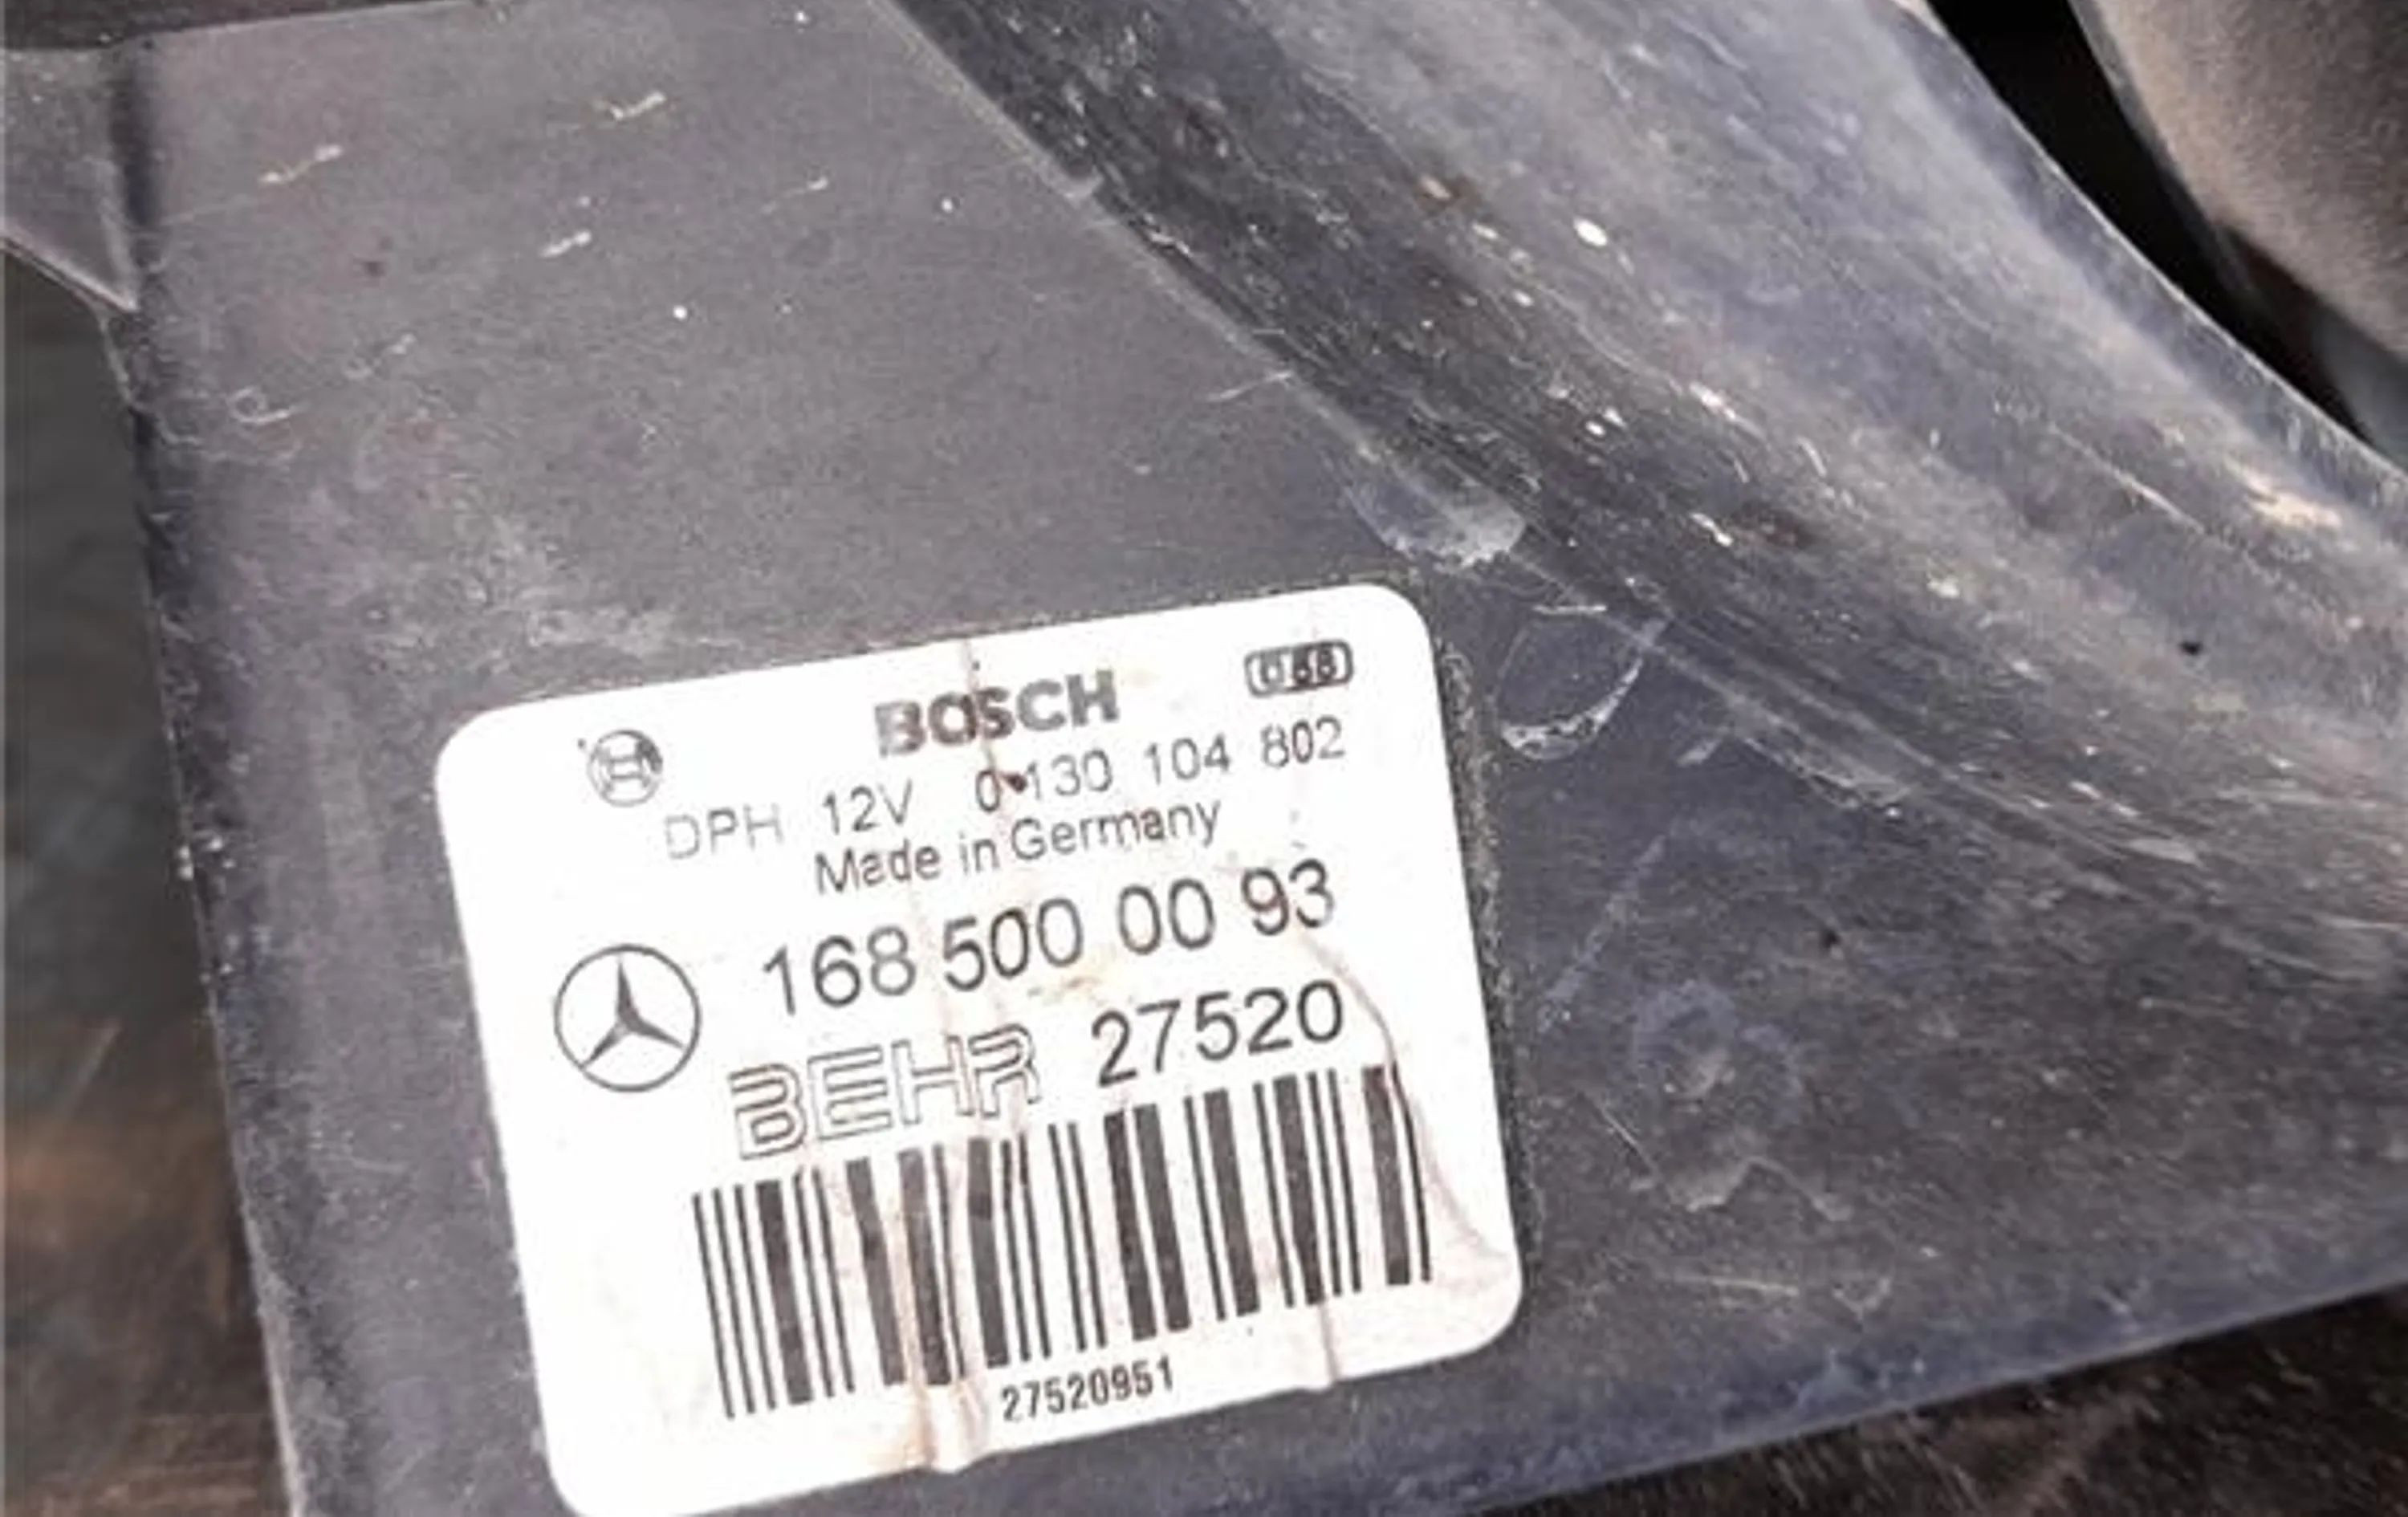 BOSCH
DPH 12V 0 130 104 802
Made in Germany
168 500 00 93
BEHR 27520
27520951